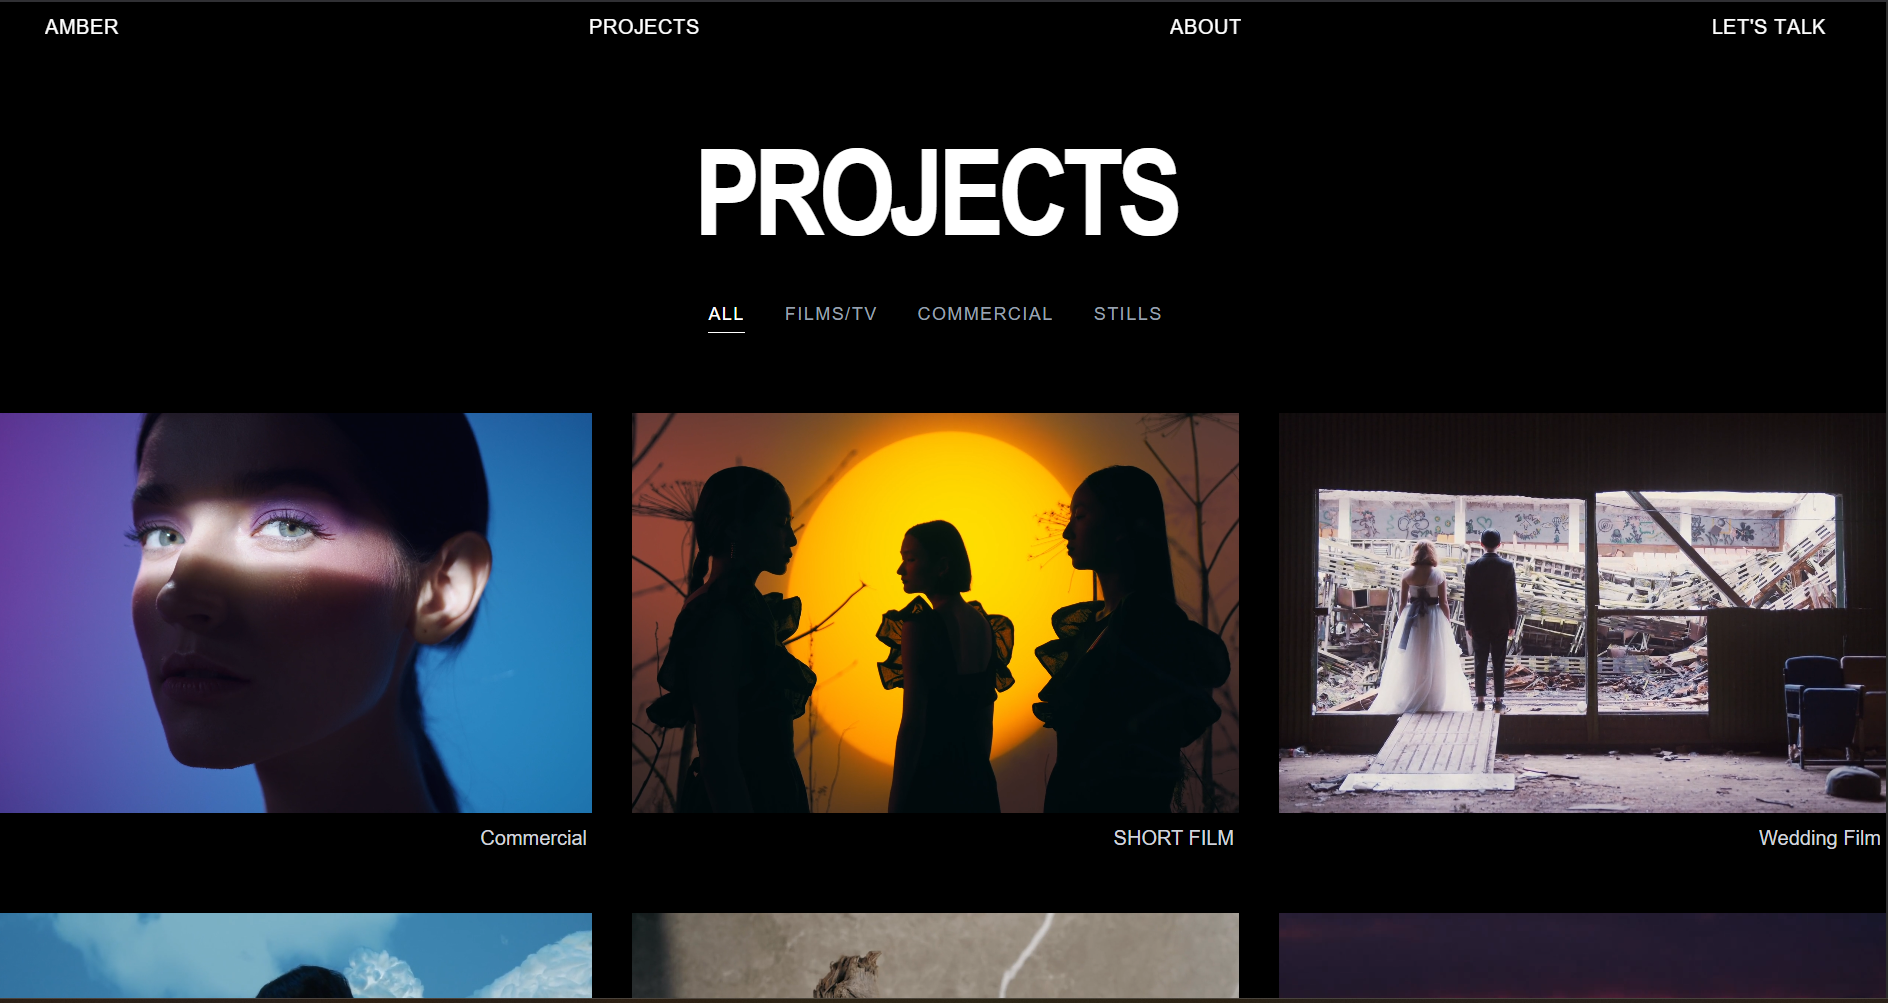 AMBER PROJECTS ABOUT LET'S TALK
PROJECTS
ALL FILMS/TV COMMERCIAL STILLS
Commercial SHORT FILM Wedding Film